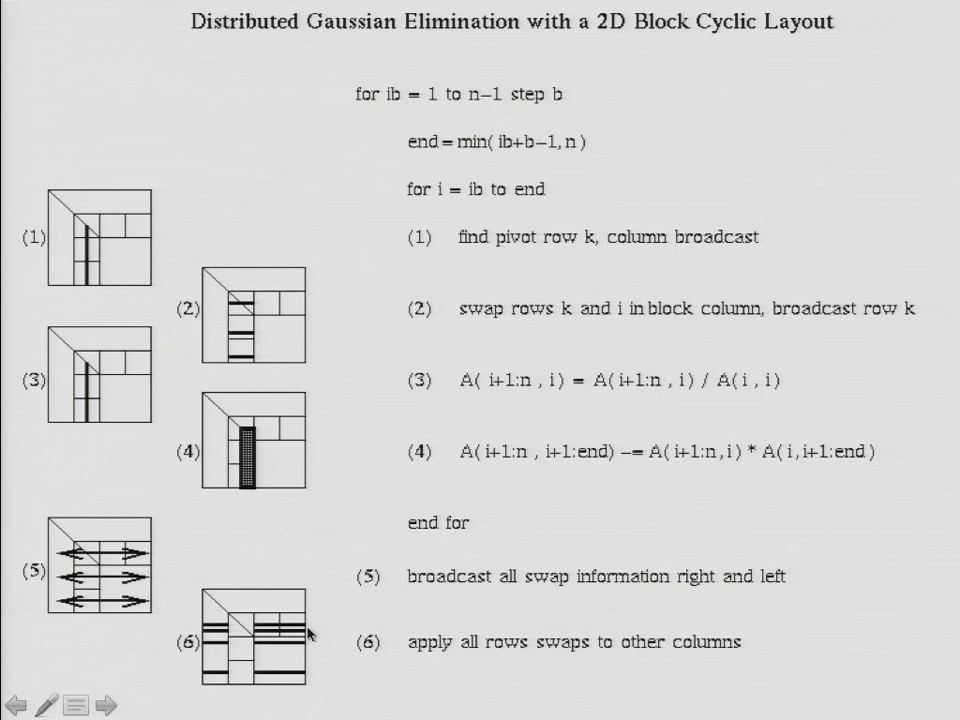 Distributed Gaussian Elimination with a 2D Block Cyclic Layout
for ib = 1 to n-1 step b
end = min( ib+b-1, n )
for i = ib to end
(1) (1) find pivot row k, column broadcast
(2) (2) swap rows k and i in block column, broadcast row k
(3) (3) A( i+1:n , i ) = A( i+1:n , i ) / A( i , i )
(4) (4) A( i+1:n , i+1:end ) -= A( i+1:n , i ) * A( i , i+1:end )
end for
(5) (5) broadcast all swap information right and left
(6) (6) apply all rows swaps to other columns